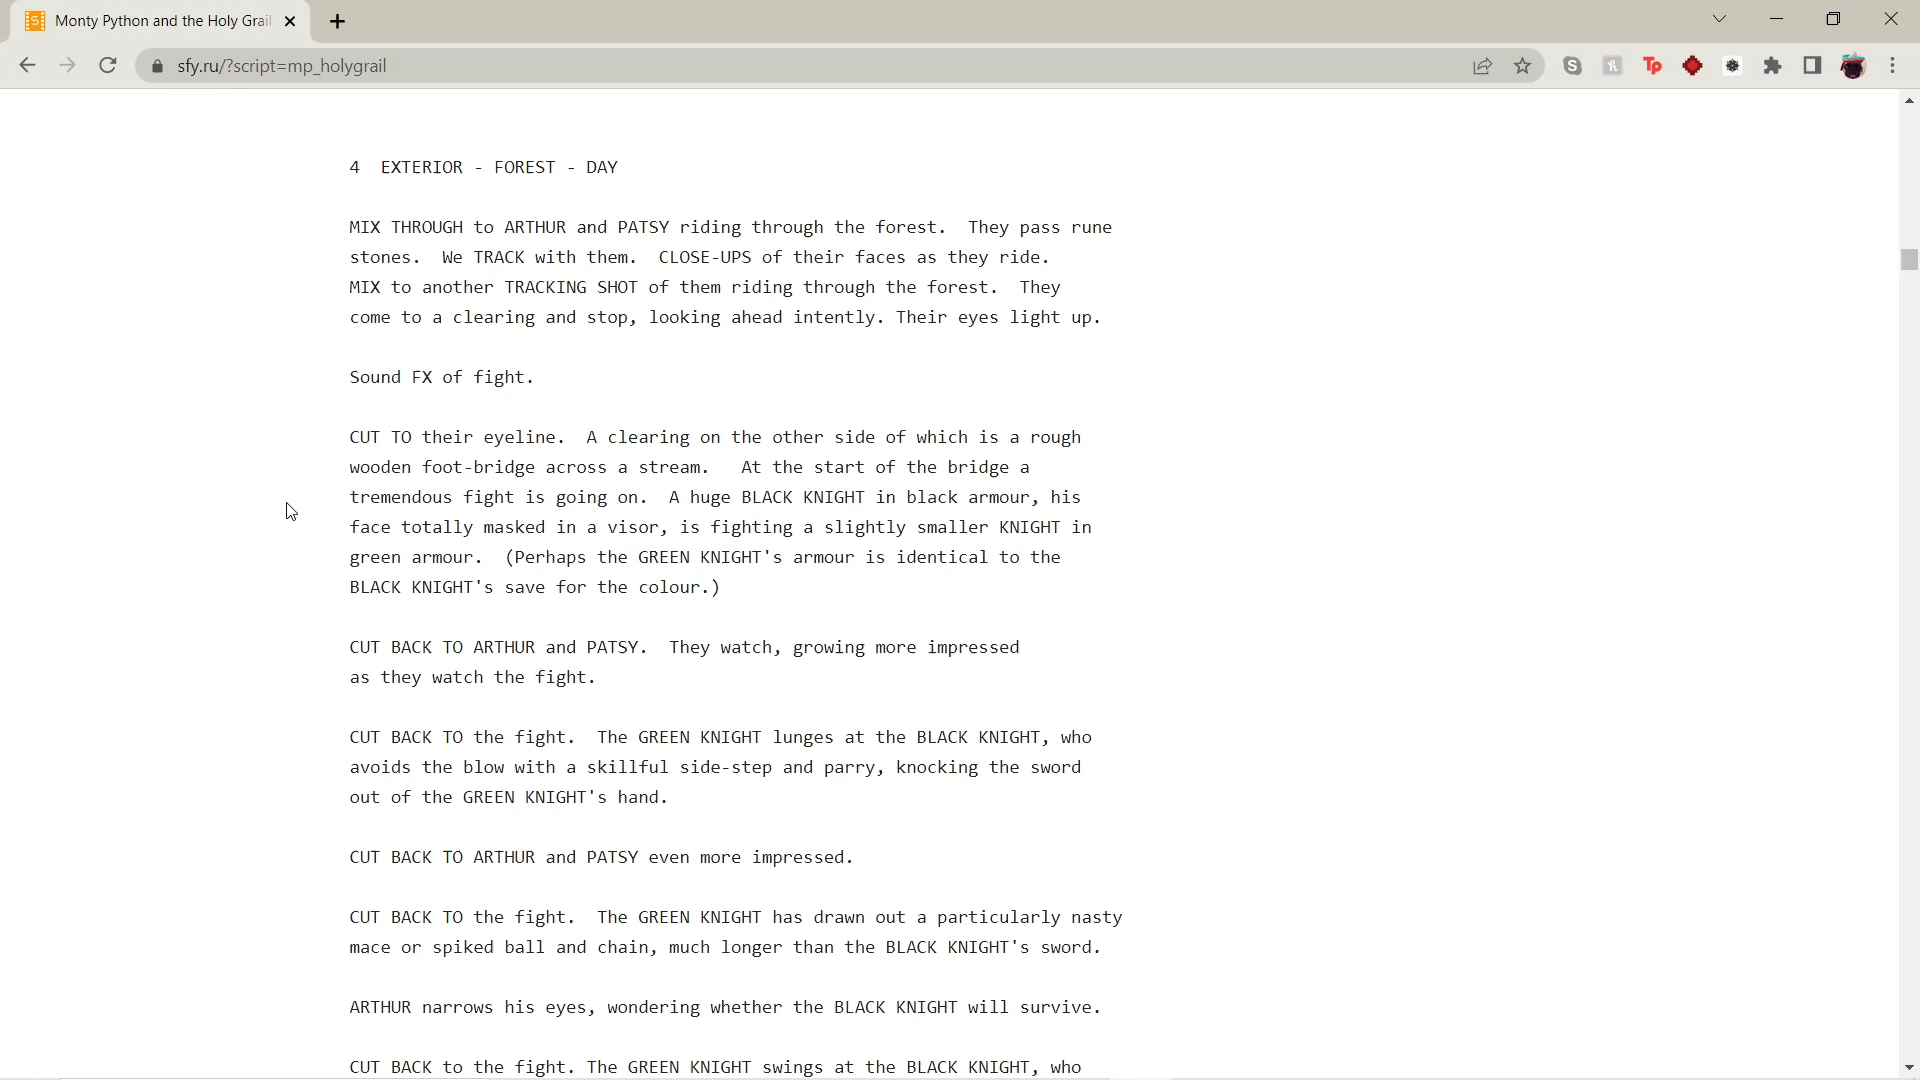 Monty Python and the Holy Grail
sfy.ru/?script=mp_holygrail
4  EXTERIOR - FOREST - DAY
MIX THROUGH to ARTHUR and PATSY riding through the forest.  They pass rune
stones.  We TRACK with them.  CLOSE-UPS of their faces as they ride.
MIX to another TRACKING SHOT of them riding through the forest.  They
come to a clearing and stop, looking ahead intently. Their eyes light up.
Sound FX of fight.
CUT TO their eyeline.  A clearing on the other side of which is a rough
wooden foot-bridge across a stream.   At the start of the bridge a
tremendous fight is going on.  A huge BLACK KNIGHT in black armour, his
face totally masked in a visor, is fighting a slightly smaller KNIGHT in
green armour.  (Perhaps the GREEN KNIGHT's armour is identical to the
BLACK KNIGHT's save for the colour.)
CUT BACK TO ARTHUR and PATSY.  They watch, growing more impressed
as they watch the fight.
CUT BACK TO the fight.  The GREEN KNIGHT lunges at the BLACK KNIGHT, who
avoids the blow with a skillful side-step and parry, knocking the sword
out of the GREEN KNIGHT's hand.
CUT BACK TO ARTHUR and PATSY even more impressed.
CUT BACK TO the fight.  The GREEN KNIGHT has drawn out a particularly nasty
mace or spiked ball and chain, much longer than the BLACK KNIGHT's sword.
ARTHUR narrows his eyes, wondering whether the BLACK KNIGHT will survive.
CUT BACK to the fight. The GREEN KNIGHT swings at the BLACK KNIGHT, who